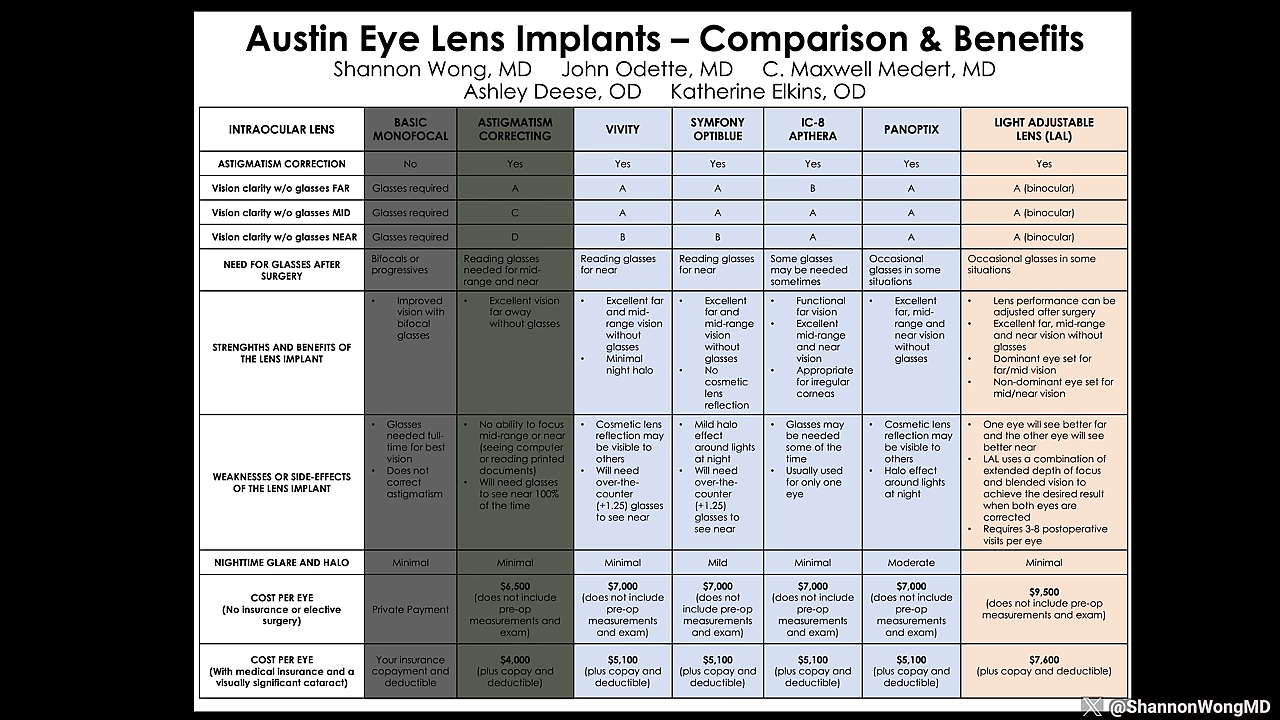 Austin Eye Lens Implants – Comparison & Benefits
Shannon Wong, MD John Odette, MD C. Maxwell Medert, MD
Ashley Deese, OD Katherine Elkins, OD
INTRAOCULAR LENS
BASIC
MONOFOCAL
ASTIGMATISM
CORRECTING
VIVITY
SYMFONY
OPTIBLUE
IC-8
APTHERA
PANOPTIX
LIGHT ADJUSTABLE
LENS (LAL)
ASTIGMATISM CORRECTION
No
Yes
Yes
Yes
Yes
Yes
Yes
Vision clarity w/o glasses FAR
Glasses required
A
A
A
B
A
A (binocular)
Vision clarity w/o glasses MID
Glasses required
C
A
A
A
A
A (binocular)
Vision clarity w/o glasses NEAR
Glasses required
D
B
B
A
A
A (binocular)
NEED FOR GLASSES AFTER
SURGERY
Bifocals or
progressives
Reading glasses
needed for mid-
range and near
Reading glasses
for near
Reading glasses
for near
Some glasses
may be needed
sometimes
Occasional
glasses in some
situations
Occasional glasses in some
situations
STRENGHTHS AND BENEFITS OF
THE LENS IMPLANT
• Improved
vision with
bifocal
glasses
• Excellent vision
far away
without glasses
• Excellent far
and mid-
range vision
without
glasses
• Minimal
night halo
• Excellent
far and
mid-range
vision
without
glasses
• No
cosmetic
lens
reflection
• Functional
far vision
• Excellent
mid-range
and near
vision
• Appropriate
for irregular
corneas
• Excellent
far, mid-
range and
near vision
without
glasses
• Lens performance can be
adjusted after surgery
• Excellent far, mid-range
and near vision without
glasses
• Dominant eye set for
far/mid vision
• Non-dominant eye set for
mid/near vision
WEAKNESSES OR SIDE-EFFECTS
OF THE LENS IMPLANT
• Glasses
needed full-
time for best
vision
• Does not
correct
astigmatism
• No ability to focus
mid-range or near
(seeing computer
or reading printed
documents)
• Will need glasses
to see near 100%
of the time
• Cosmetic lens
reflection may
be visible to
others
• Will need
over-the-
counter
(+1.25) glasses
to see near
• Mild halo
effect
around lights
at night
• Will need
over-the-
counter
(+1.25)
glasses to
see near
• Glasses may
be needed
some of the
time
• Usually used
for only one
eye
• Cosmetic lens
reflection may
be visible to
others
• Halo effect
around lights
at night
• One eye will see better far
and the other eye will see
better near
• LAL uses a combination of
extended depth of focus
and blended vision to
achieve the desired result
when both eyes are
corrected
• Requires 3-8 postoperative
visits per eye
NIGHTTIME GLARE AND HALO
Minimal
Minimal
Minimal
Mild
Minimal
Moderate
Minimal
COST PER EYE
(No insurance or elective
surgery)
Private Payment
$6,500
(does not include
pre-op
measurements and
exam)
$7,000
(does not include
pre-op
measurements
and exam)
$7,000
(does not
include pre-op
measurements
and exam)
$7,000
(does not include
pre-op
measurements
and exam)
$7,000
(does not include
pre-op
measurements
and exam)
$9,500
(does not include pre-op
measurements and exam)
COST PER EYE
(With medical insurance and a
visually significant cataract)
Your insurance
copayment and
deductible
$4,000
(plus copay and
deductible)
$5,100
(plus copay and
deductible)
$5,100
(plus copay and
deductible)
$5,100
(plus copay and
deductible)
$5,100
(plus copay and
deductible)
$7,600
(plus copay and deductible)
@ShannonWongMD